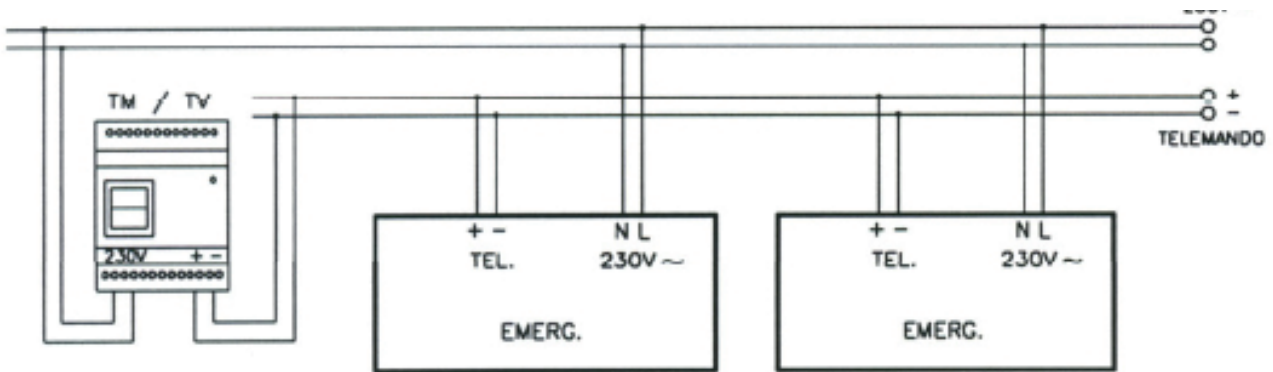 TM / TV
+
-
TELEMANDO
230V + -
+ - N L
TEL. 230V ~
EMERG.
+ - N L
TEL. 230V ~
EMERG.